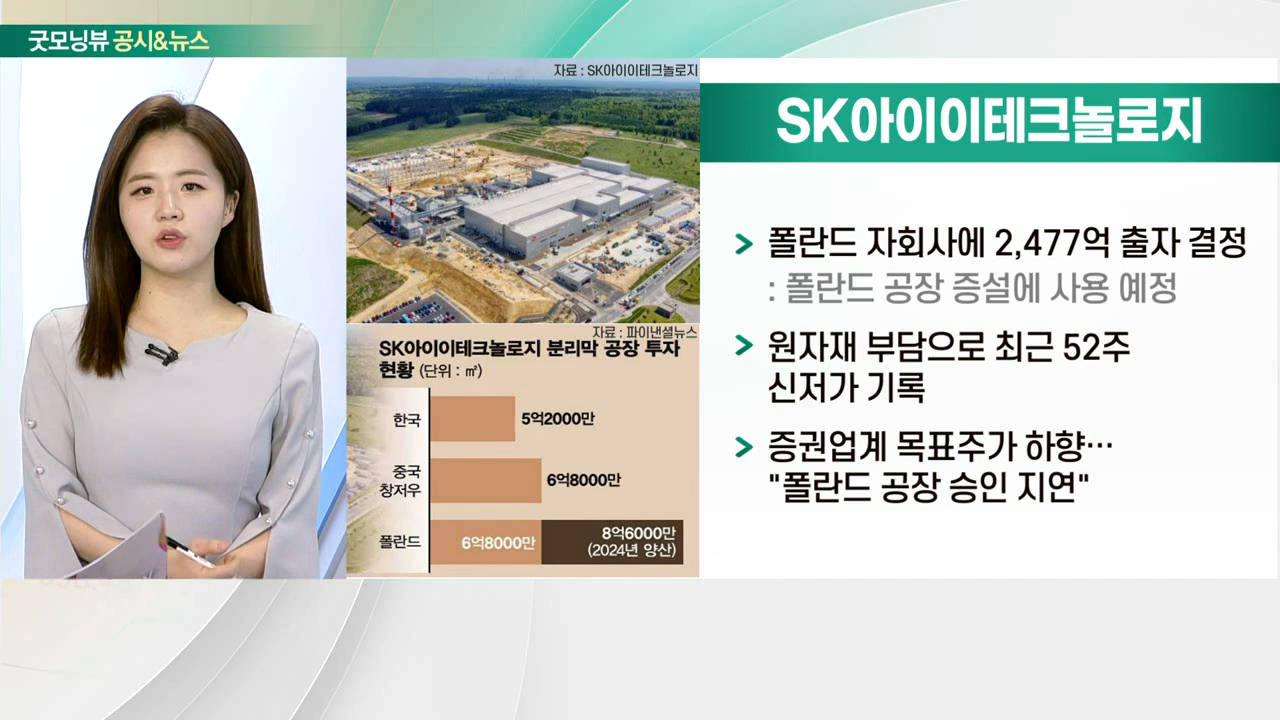 굿모닝뷰 공시&뉴스
자료 : SK아이이테크놀로지
자료 : 파이낸셜뉴스
SK아이이테크놀로지 분리막 공장 투자
현황 (단위 : ㎡)
한국
5억2000만
중국
창저우
6억8000만
폴란드
6억8000만
8억6000만
(2024년 양산)
SK아이이테크놀로지
> 폴란드 자회사에 2,477억 출자 결정
: 폴란드 공장 증설에 사용 예정
> 원자재 부담으로 최근 52주
신저가 기록
> 증권업계 목표주가 하향…
"폴란드 공장 승인 지연"